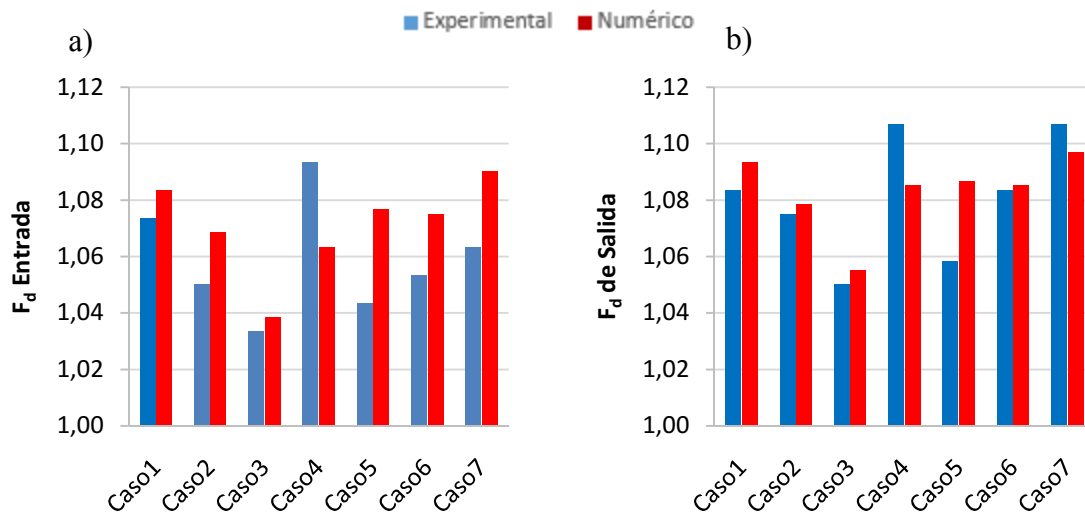 Experimental Numérico
a)
b)
F_d Entrada
1,12
1,10
1,08
1,06
1,04
1,02
1,00
Caso1 Caso2 Caso3 Caso4 Caso5 Caso6 Caso7
F_d de Salida
1,12
1,10
1,08
1,06
1,04
1,02
1,00
Caso1 Caso2 Caso3 Caso4 Caso5 Caso6 Caso7